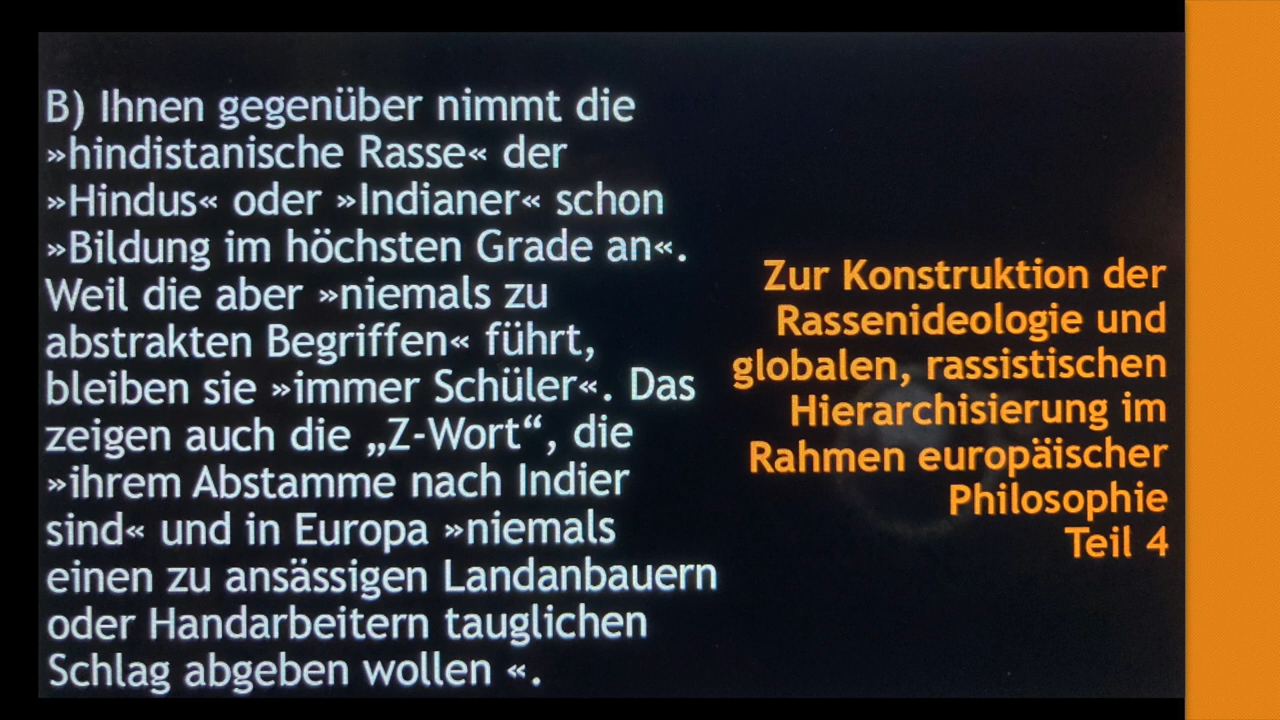 B) Ihnen gegenüber nimmt die
»hindistanische Rasse« der
»Hindus« oder »Indianer« schon
»Bildung im höchsten Grade an«.
Weil die aber »niemals zu
abstrakten Begriffen« führt,
bleiben sie »immer Schüler«. Das
zeigen auch die „Z-Wort“, die
»ihrem Abstamme nach Indier
sind« und in Europa »niemals
einen zu ansässigen Landanbauern
oder Handarbeitern tauglichen
Schlag abgeben wollen «.
Zur Konstruktion der
Rassenideologie und
globalen, rassistischen
Hierarchisierung im
Rahmen europäischer
Philosophie
Teil 4